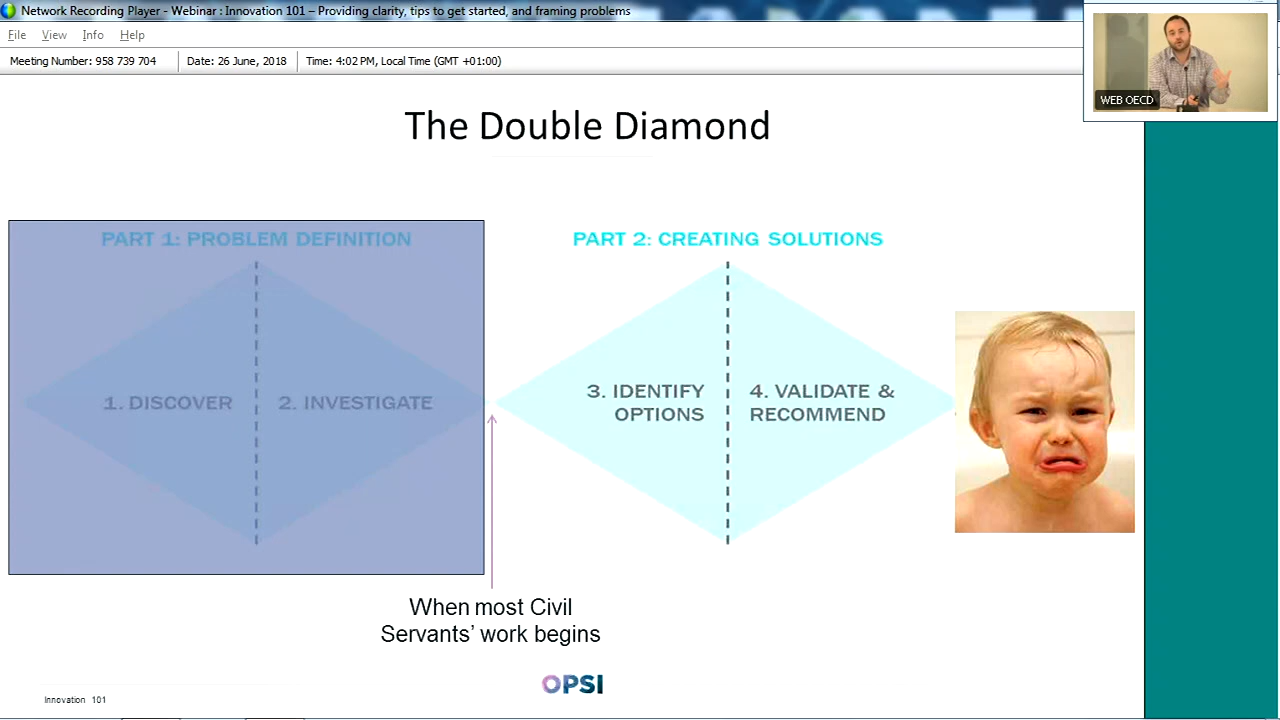 Network Recording Player - Webinar : Innovation 101 – Providing clarity, tips to get started, and framing problems
File View Info Help
Meeting Number: 958 739 704 Date: 26 June, 2018 Time: 4:02 PM, Local Time (GMT +01:00)
WEB OECD
The Double Diamond
PART 1: PROBLEM DEFINITION
PART 2: CREATING SOLUTIONS
1. DISCOVER
2. INVESTIGATE
3. IDENTIFY
OPTIONS
4. VALIDATE &
RECOMMEND
When most Civil
Servants’ work begins
OPSI
Innovation 101